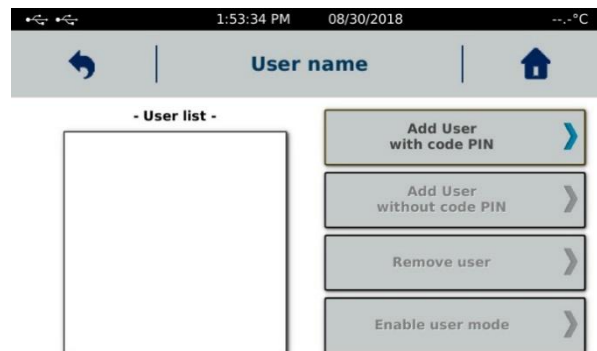 1:53:34 PM 08/30/2018 --.-°C
User name
- User list -
Add User
with code PIN
Add User
without code PIN
Remove user
Enable user mode